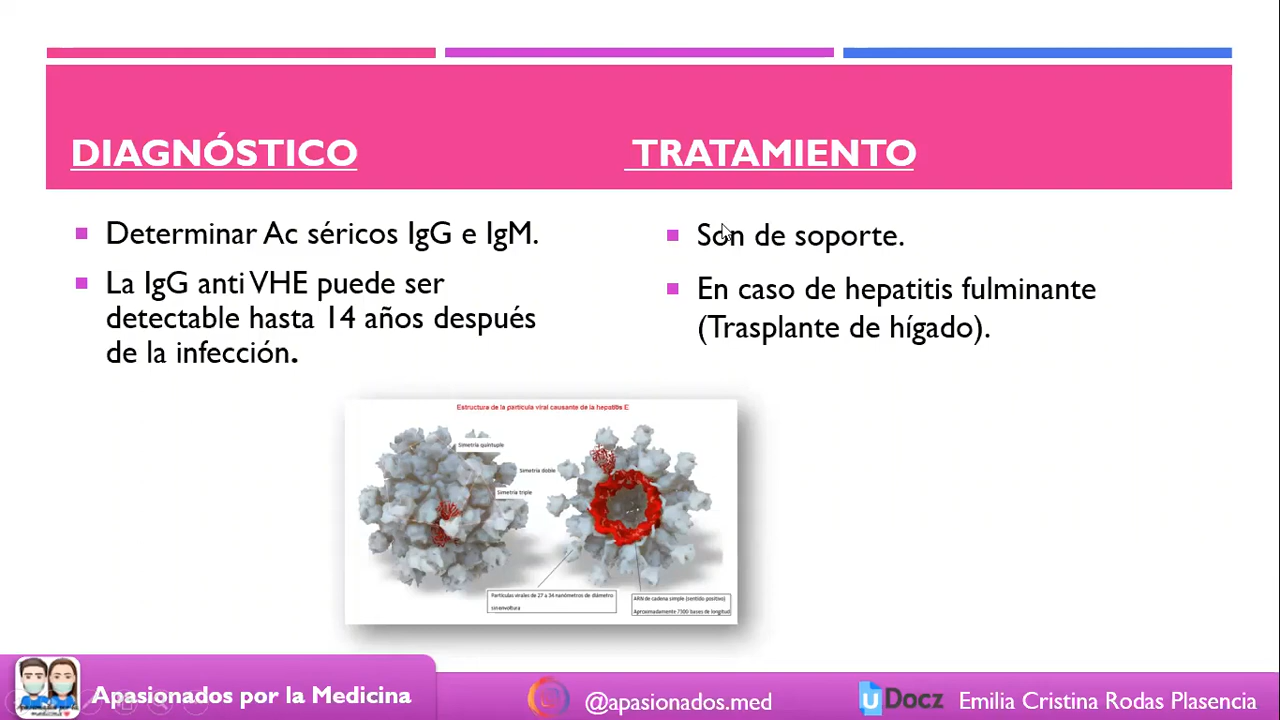 DIAGNÓSTICO
TRATAMIENTO
Determinar Ac séricos IgG e IgM.
La IgG anti VHE puede ser
detectable hasta 14 años después
de la infección.
Son de soporte.
En caso de hepatitis fulminante
(Trasplante de hígado).
Estructura de la partícula viral causante de la hepatitis E
Simetría quíntuple
Simetría doble
Simetría triple
Partículas virales de 27 a 34 nanómetros de diámetro
sin envoltura
ARN de cadena simple (sentido positivo)
Aproximadamente 7300 bases de longitud
Apasionados por la Medicina
@apasionados.med
uDocz
Emilia Cristina Rodas Plasencia